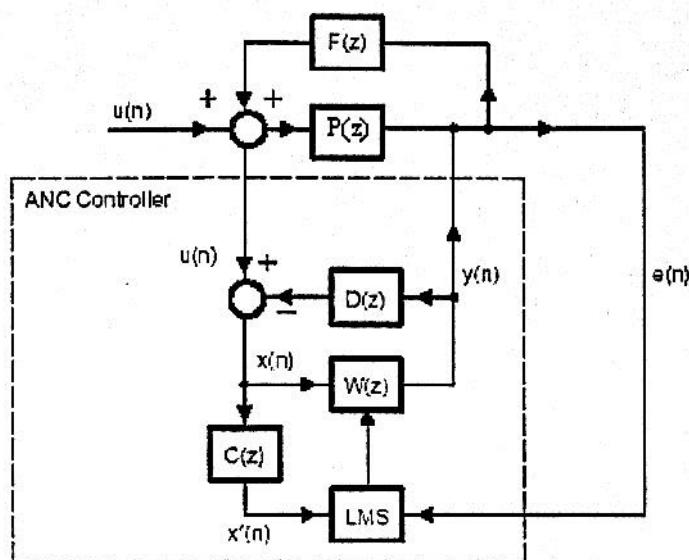 F(z)
+ +
u(n)
P(z)
ANC Controller
u(n)
+
−
D(z)
y(n)
e(n)
x(n)
W(z)
C(z)
x'(n)
LMS